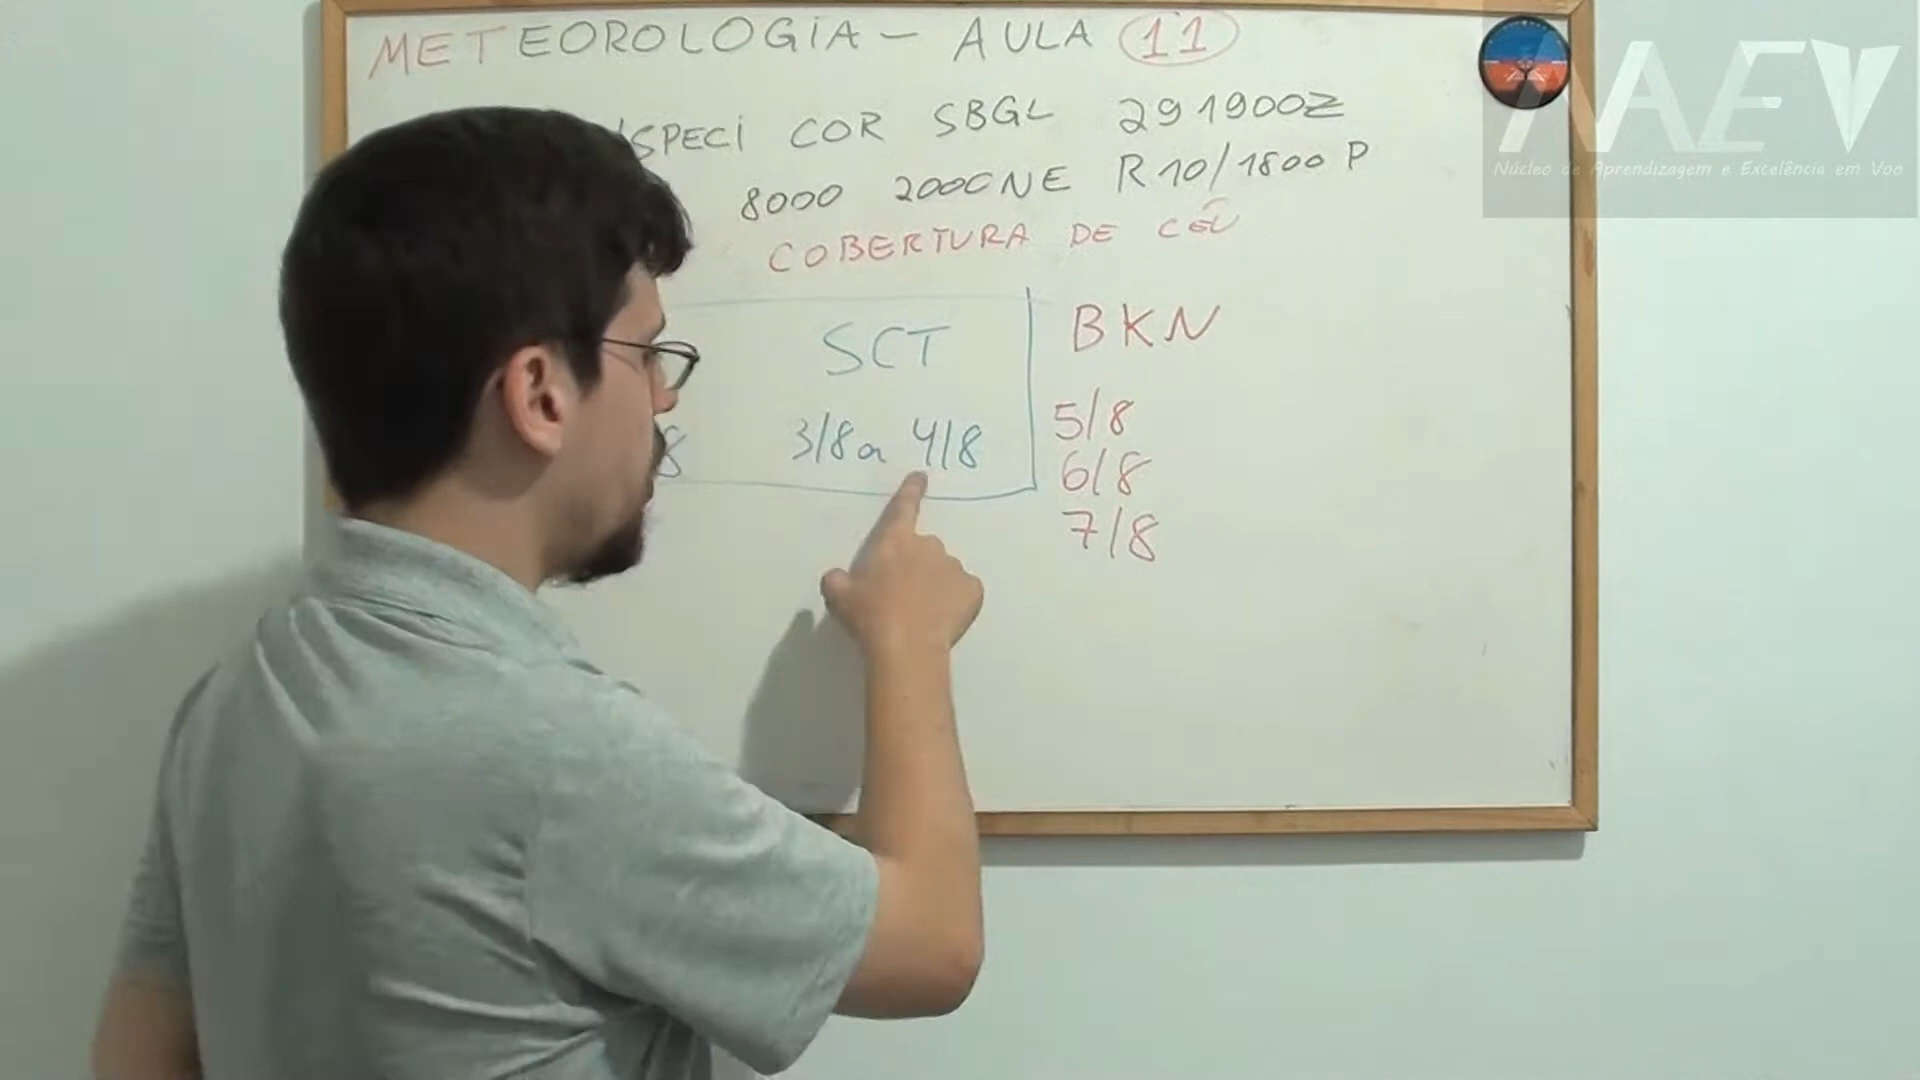 METEOROLOGIA - AULA 11
SPECI COR SBGL 291900Z
8000 2000NE R10/1800 P
COBERTURA DE CÉU
SCT BKN
8 3/8 a 4/8 5/8
6/8
7/8
NAEV
Núcleo de Aprendizagem e Excelência em Voo